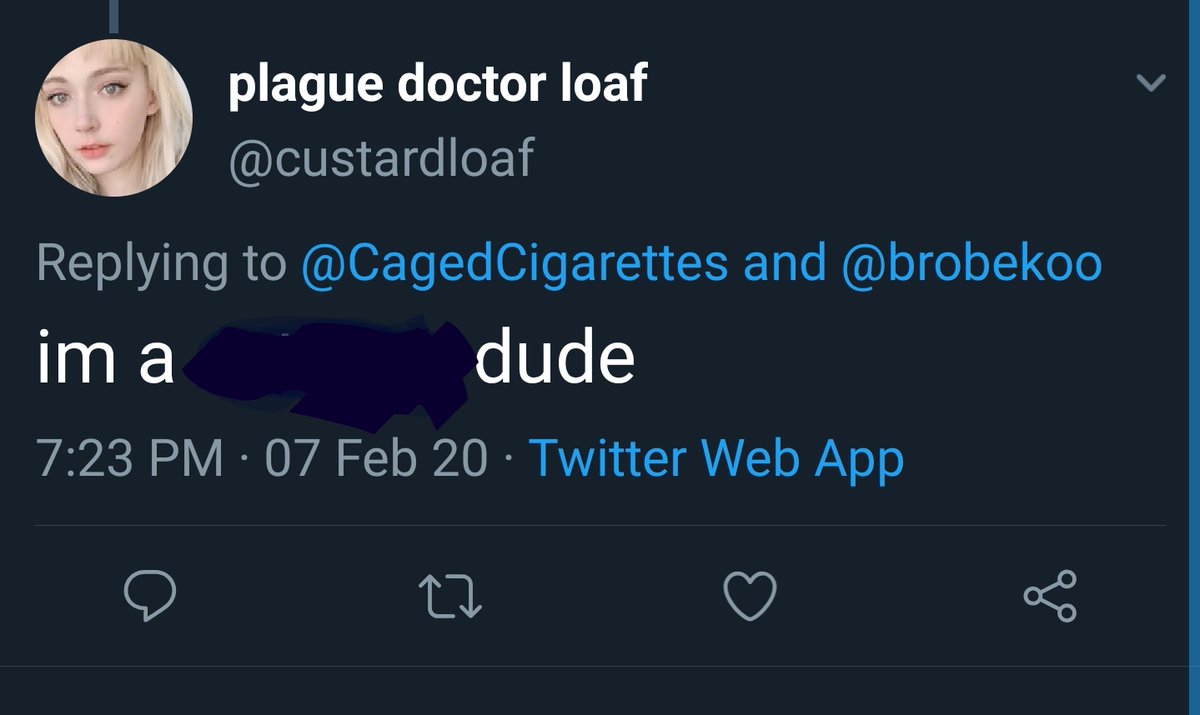 plague doctor loaf
@custardloaf
Replying to @CagedCigarettes and @brobekoo
im a dude
7:23 PM · 07 Feb 20 · Twitter Web App